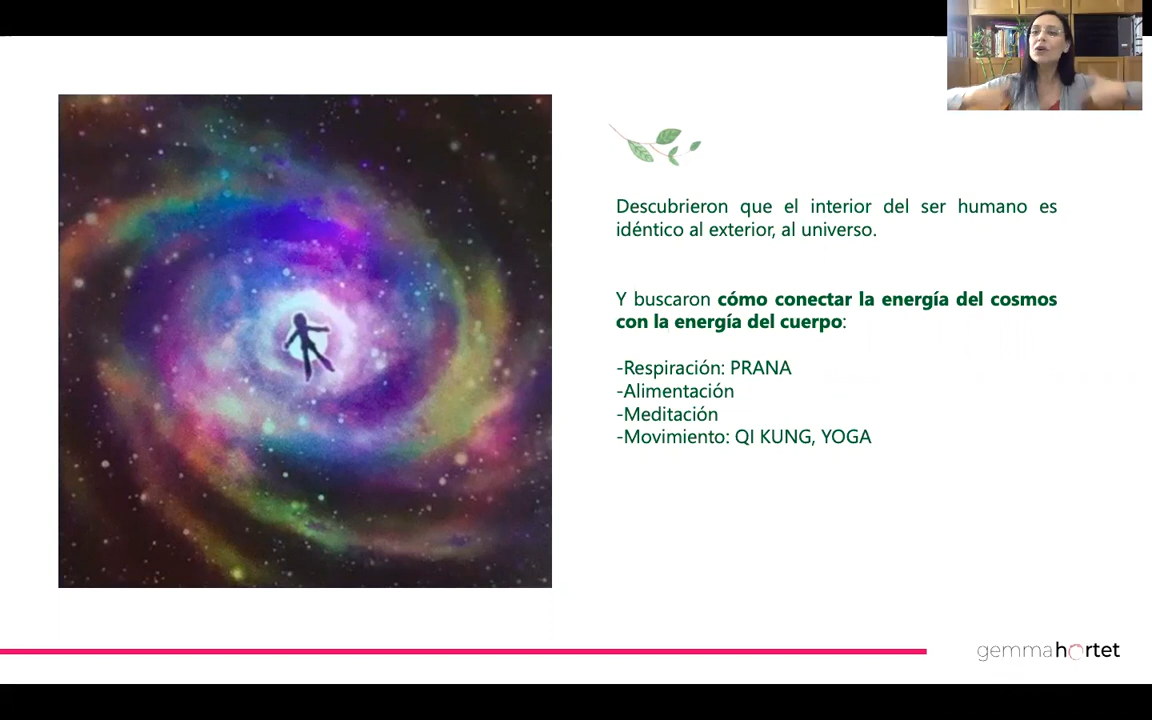 Descubrieron que el interior del ser humano es
idéntico al exterior, al universo.
Y buscaron cómo conectar la energía del cosmos
con la energía del cuerpo:
-Respiración: PRANA
-Alimentación
-Meditación
-Movimiento: QI KUNG, YOGA
gemmahortet